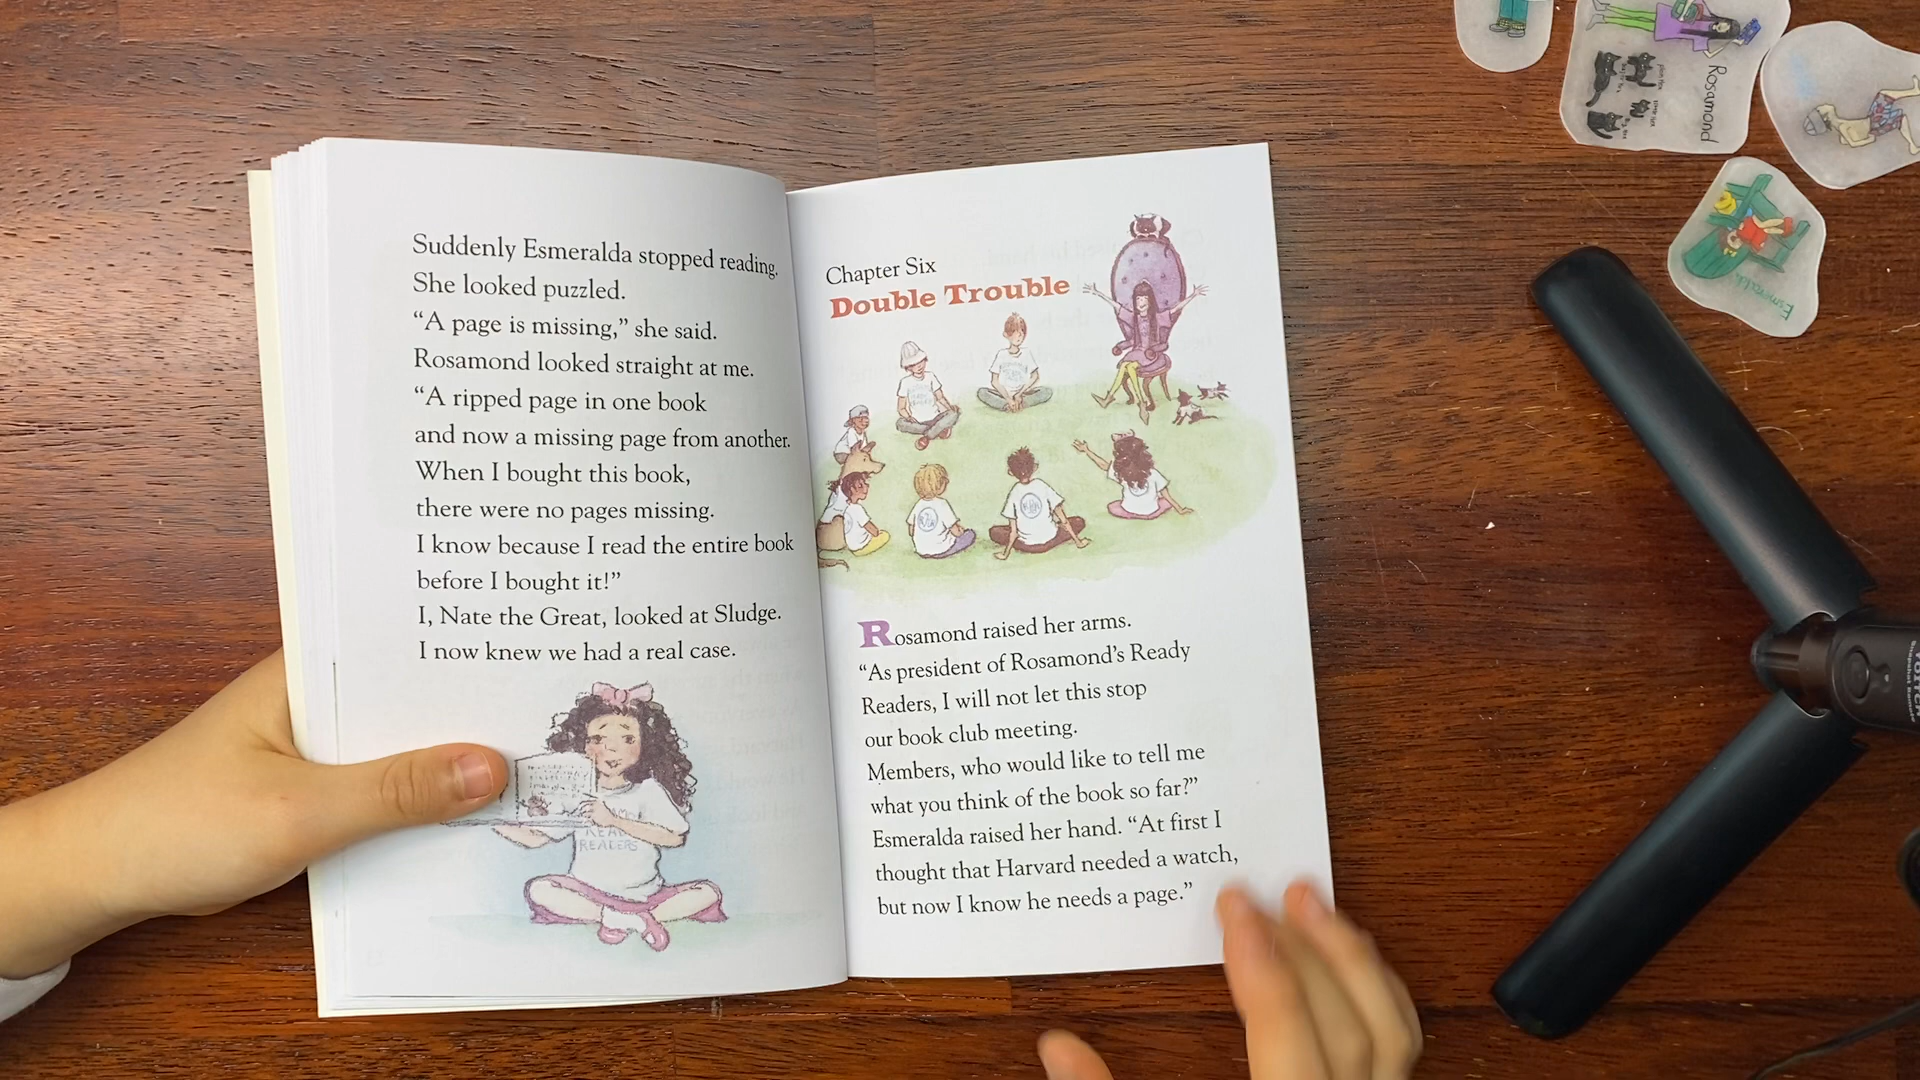 Suddenly Esmeralda stopped reading.
She looked puzzled.
“A page is missing,” she said.
Rosamond looked straight at me.
“A ripped page in one book
and now a missing page from another.
When I bought this book,
there were no pages missing.
I know because I read the entire book
before I bought it!”
I, Nate the Great, looked at Sludge.
I now knew we had a real case.
READERS
Chapter Six
Double Trouble
Rosamond raised her arms.
“As president of Rosamond’s Ready
Readers, I will not let this stop
our book club meeting.
Members, who would like to tell me
what you think of the book so far?”
Esmeralda raised her hand. “At first I
thought that Harvard needed a watch,
but now I know he needs a page.”
Rosamond
Esmeralda